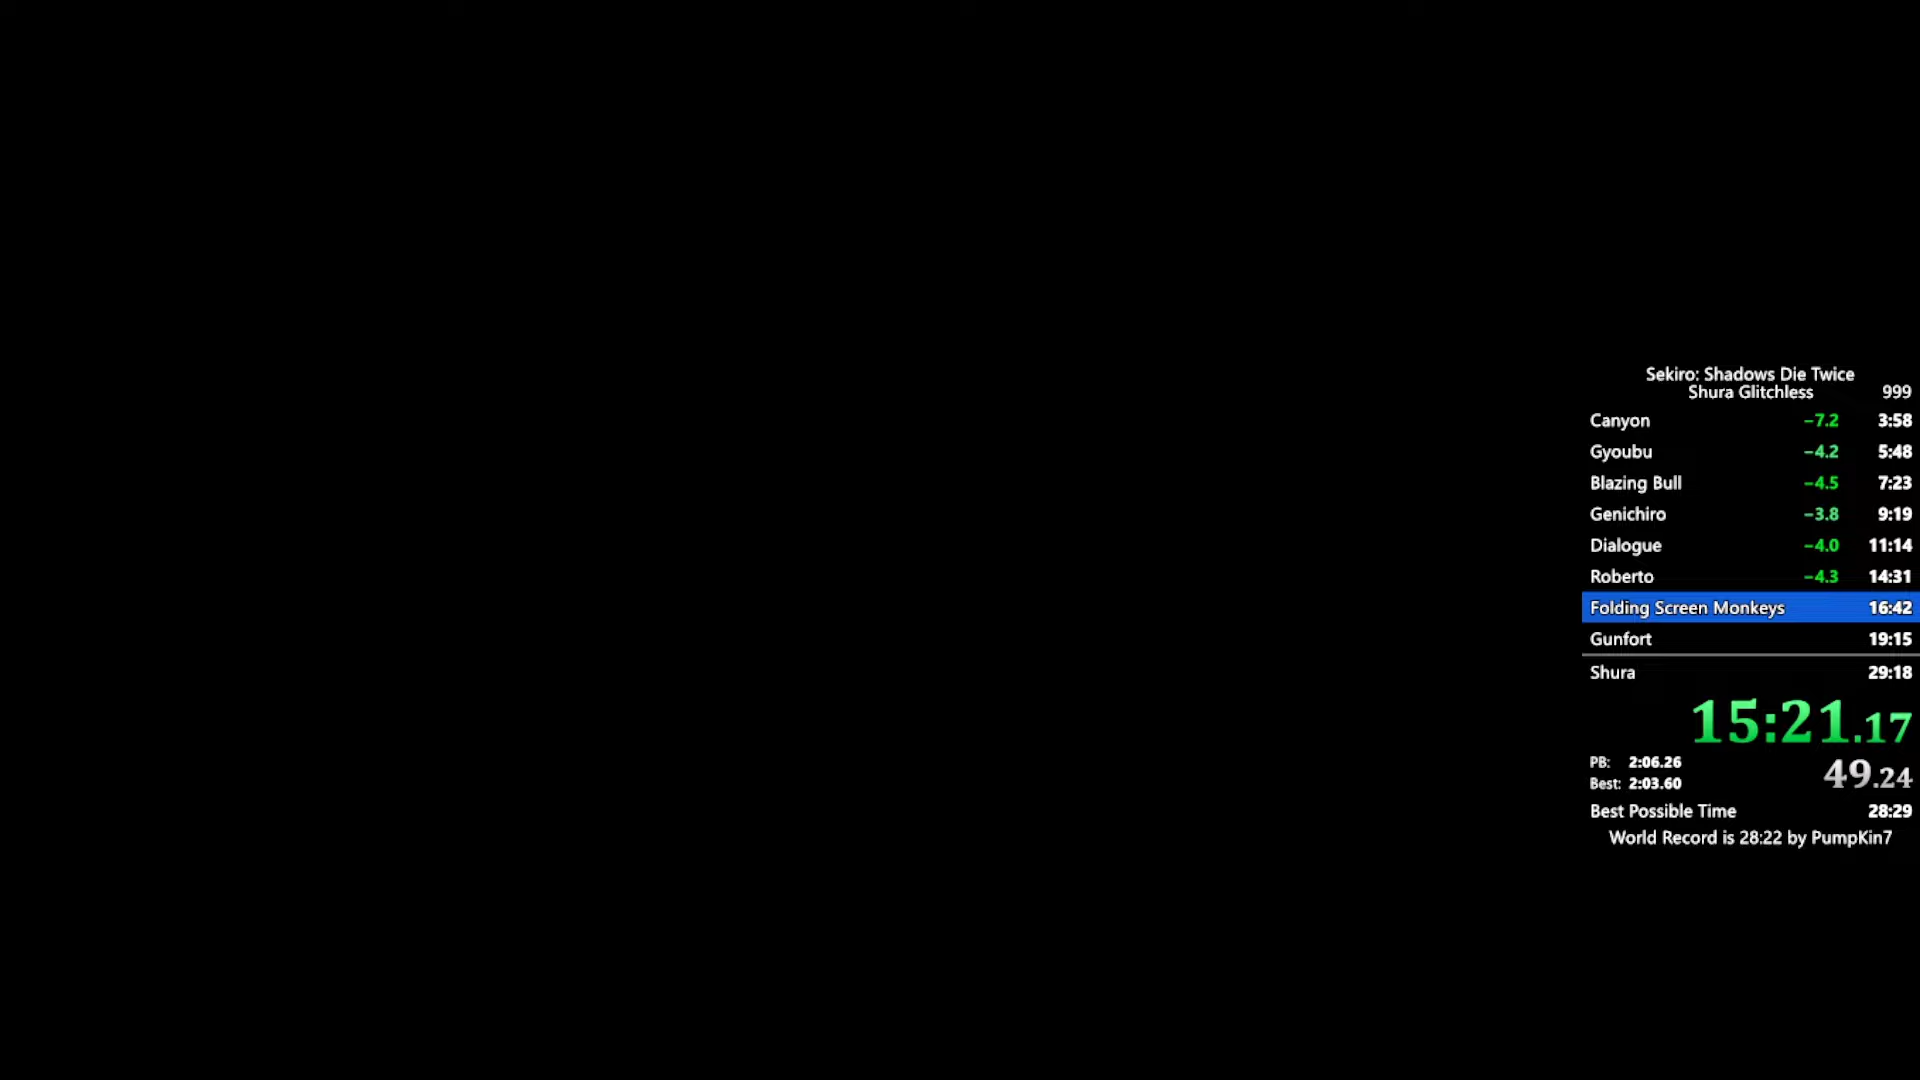 Sekiro: Shadows Die Twice
Shura Glitchless 999
Canyon −7.2 3:58
Gyoubu −4.2 5:48
Blazing Bull −4.5 7:23
Genichiro −3.8 9:19
Dialogue −4.0 11:14
Roberto −4.3 14:31
Folding Screen Monkeys 16:42
Gunfort 19:15
Shura 29:18
15:21.17
PB: 2:06.26
49.24
Best: 2:03.60
Best Possible Time 28:29
World Record is 28:22 by PumpKin7